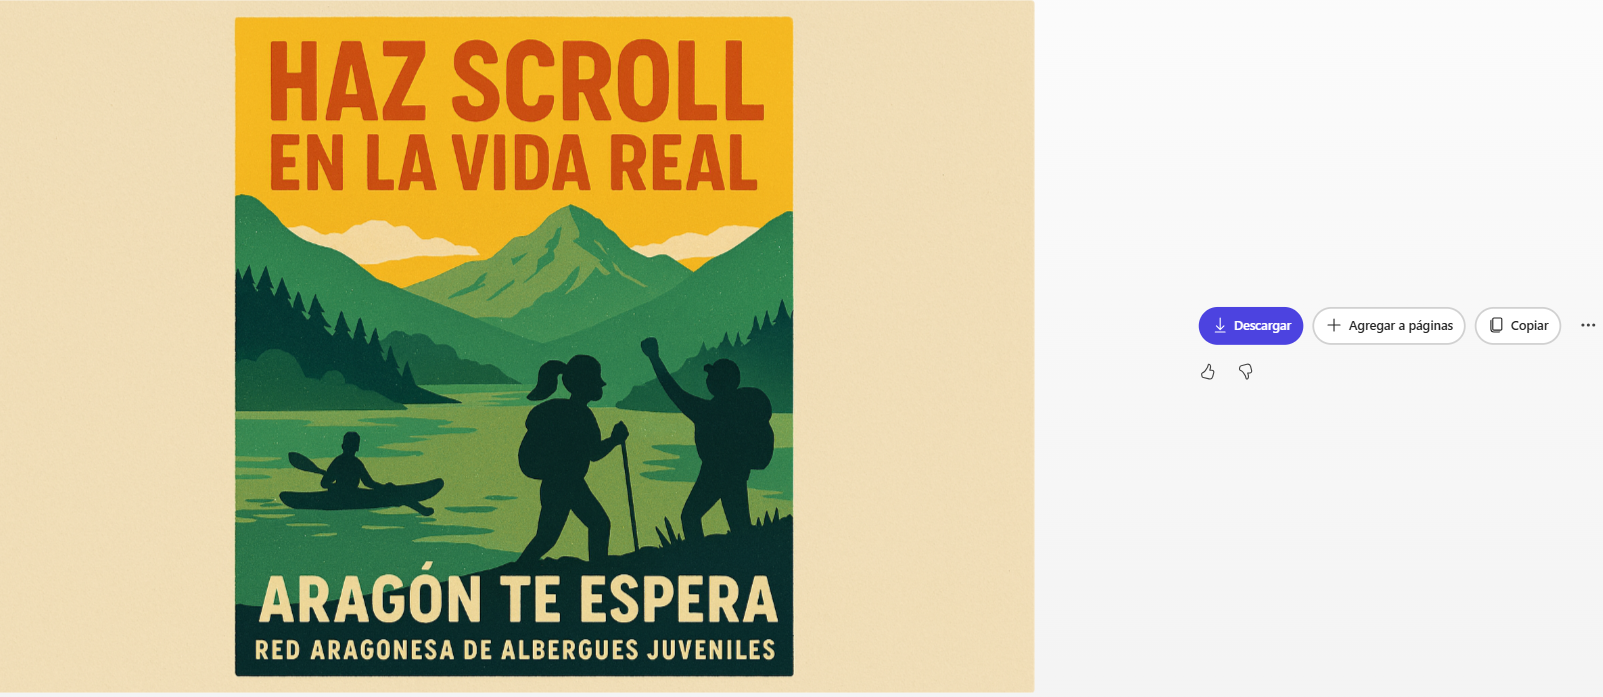 HAZ SCROLL
EN LA VIDA REAL
ARAGÓN TE ESPERA
RED ARAGONESA DE ALBERGUES JUVENILES
Descargar
Agregar a páginas
Copiar